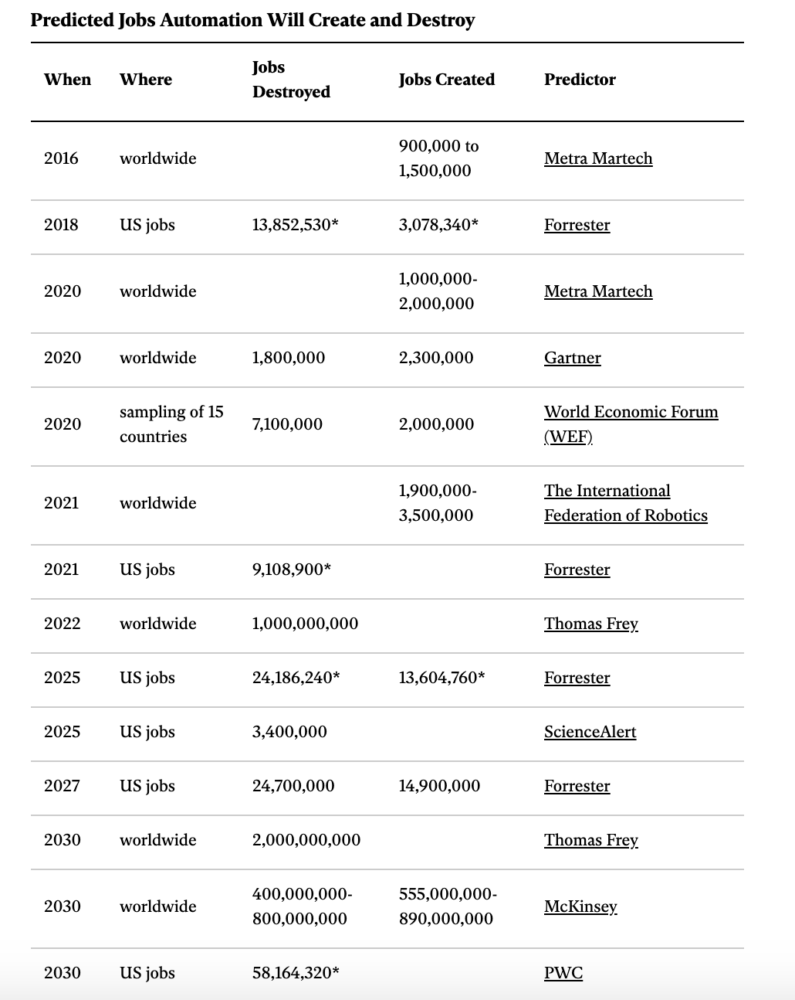 Predicted Jobs Automation Will Create and Destroy
When Where Jobs Destroyed Jobs Created Predictor
2016 worldwide 900,000 to 1,500,000 Metra Martech
2018 US jobs 13,852,530* 3,078,340* Forrester
2020 worldwide 1,000,000-2,000,000 Metra Martech
2020 worldwide 1,800,000 2,300,000 Gartner
2020 sampling of 15 countries 7,100,000 2,000,000 World Economic Forum (WEF)
2021 worldwide 1,900,000-3,500,000 The International Federation of Robotics
2021 US jobs 9,108,900* Forrester
2022 worldwide 1,000,000,000 Thomas Frey
2025 US jobs 24,186,240* 13,604,760* Forrester
2025 US jobs 3,400,000 ScienceAlert
2027 US jobs 24,700,000 14,900,000 Forrester
2030 worldwide 2,000,000,000 Thomas Frey
2030 worldwide 400,000,000-800,000,000 555,000,000-890,000,000 McKinsey
2030 US jobs 58,164,320* PWC